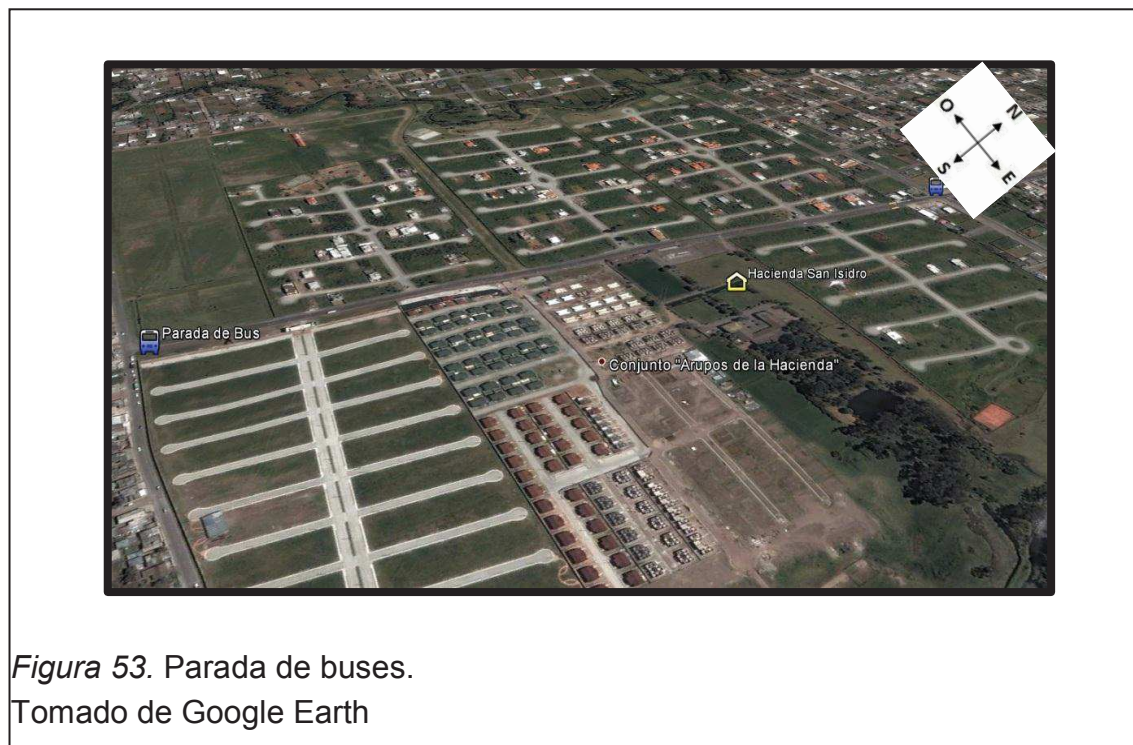 O
N
S
E
Hacienda San Isidro
Parada de Bus
Conjunto "Arupos de la Hacienda"
Figura 53. Parada de buses.
Tomado de Google Earth